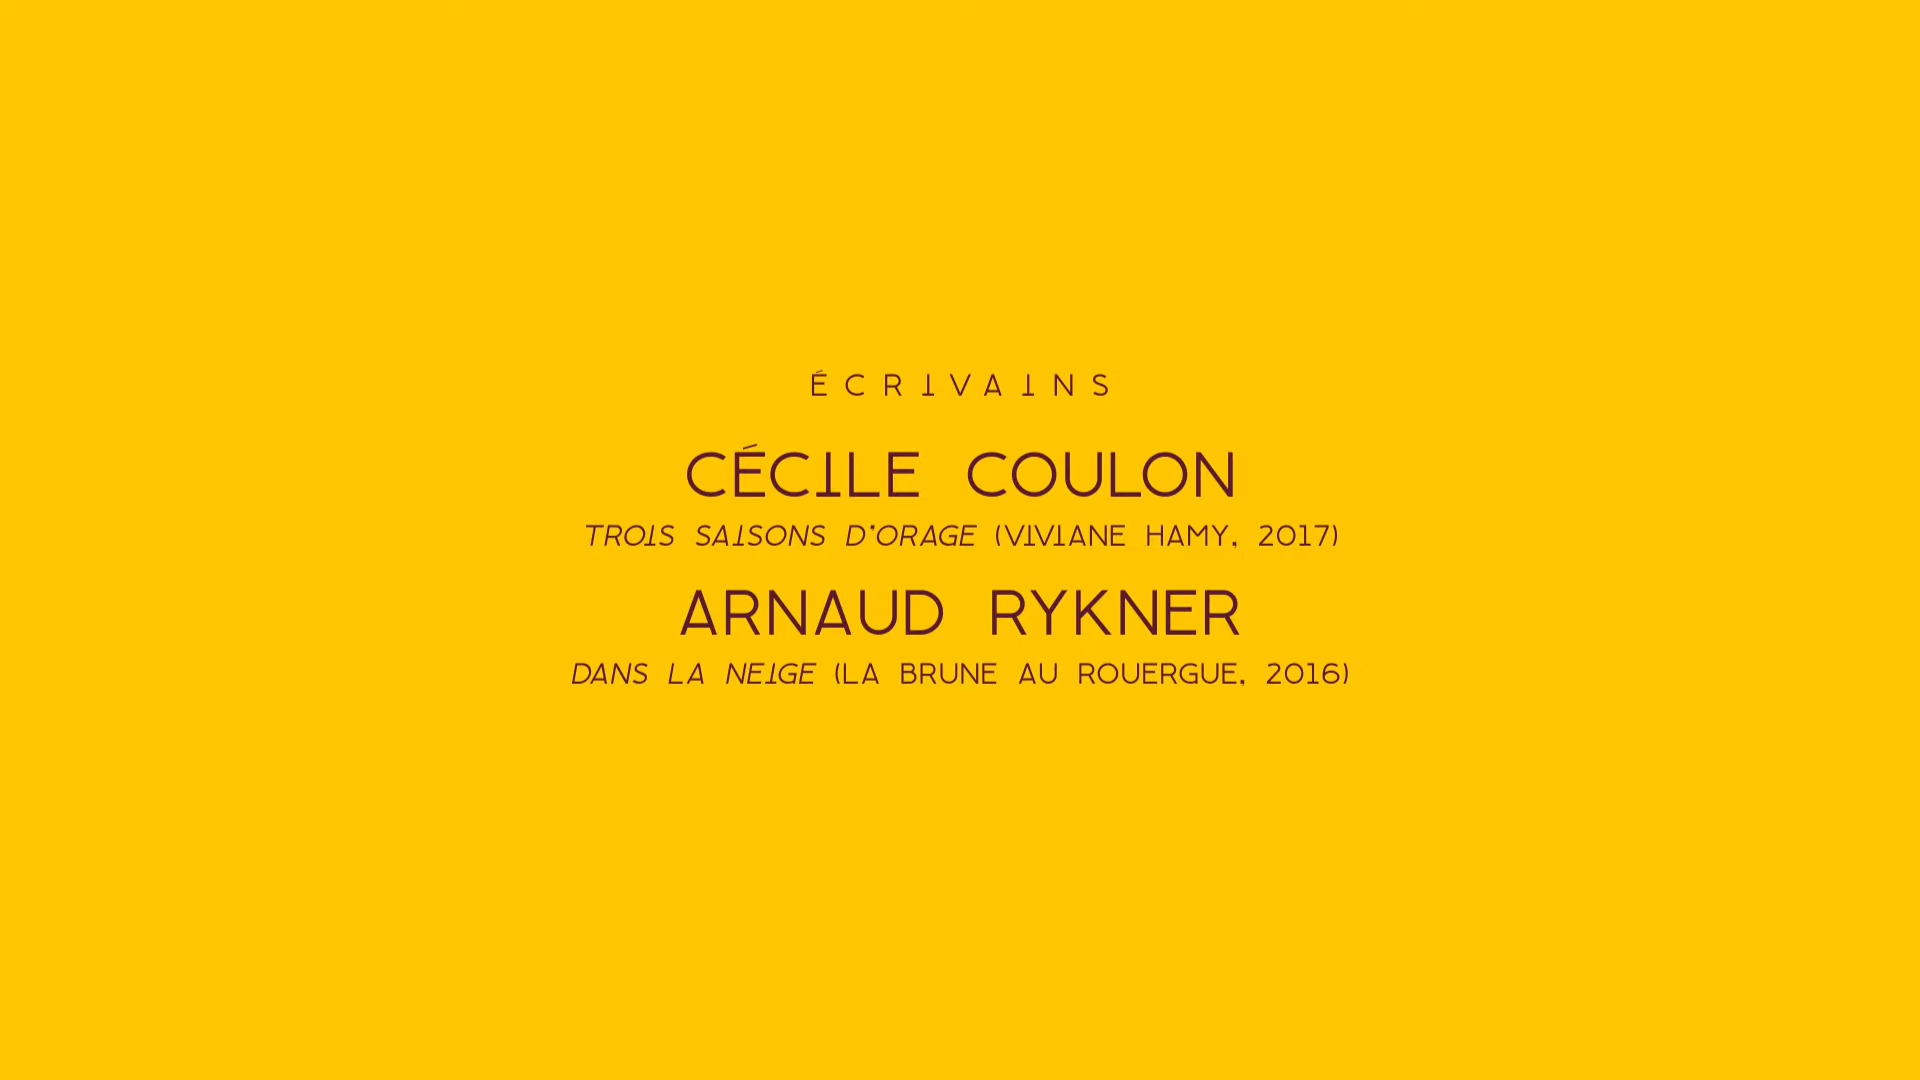 ÉCRIVAINS
CÉCILE COULON
TROIS SAISONS D'ORAGE (VIVIANE HAMY, 2017)
ARNAUD RYKNER
DANS LA NEIGE (LA BRUNE AU ROUERGUE, 2016)